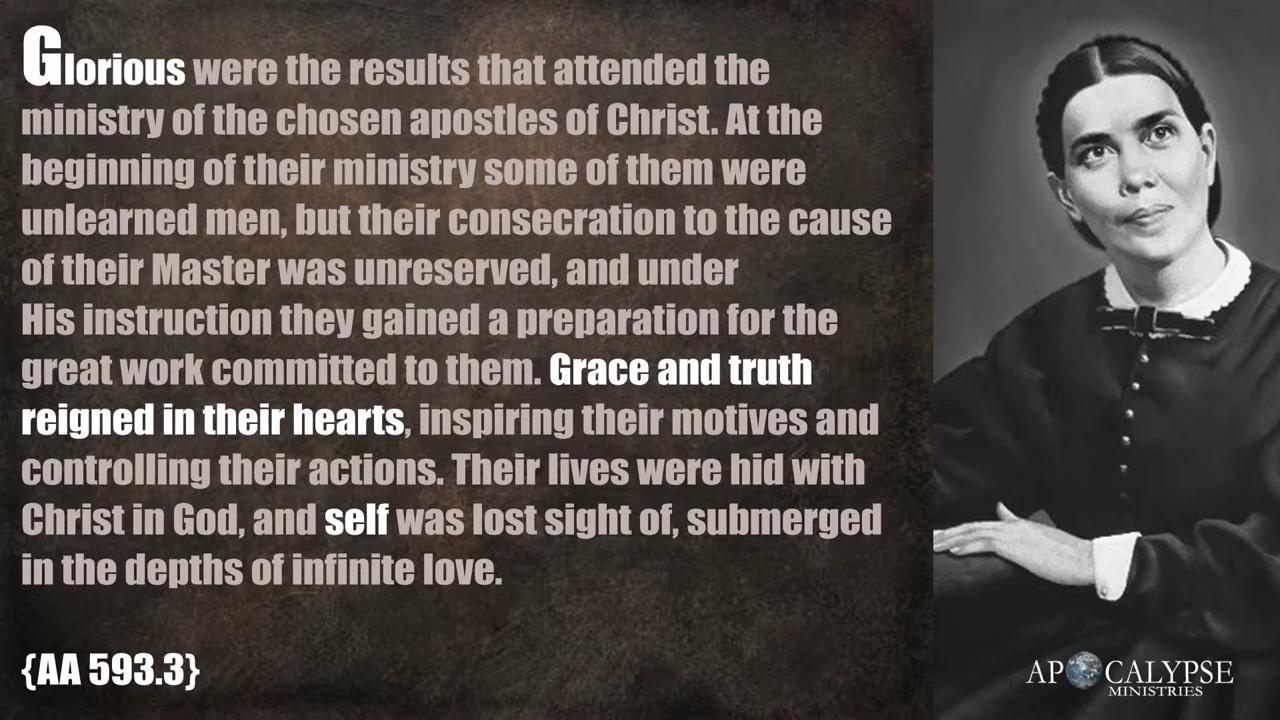 Glorious were the results that attended the
ministry of the chosen apostles of Christ. At the
beginning of their ministry some of them were
unlearned men, but their consecration to the cause
of their Master was unreserved, and under
His instruction they gained a preparation for the
great work committed to them. Grace and truth
reigned in their hearts, inspiring their motives and
controlling their actions. Their lives were hid with
Christ in God, and self was lost sight of, submerged
in the depths of infinite love.
{AA 593.3}
APOCALYPSE
MINISTRIES